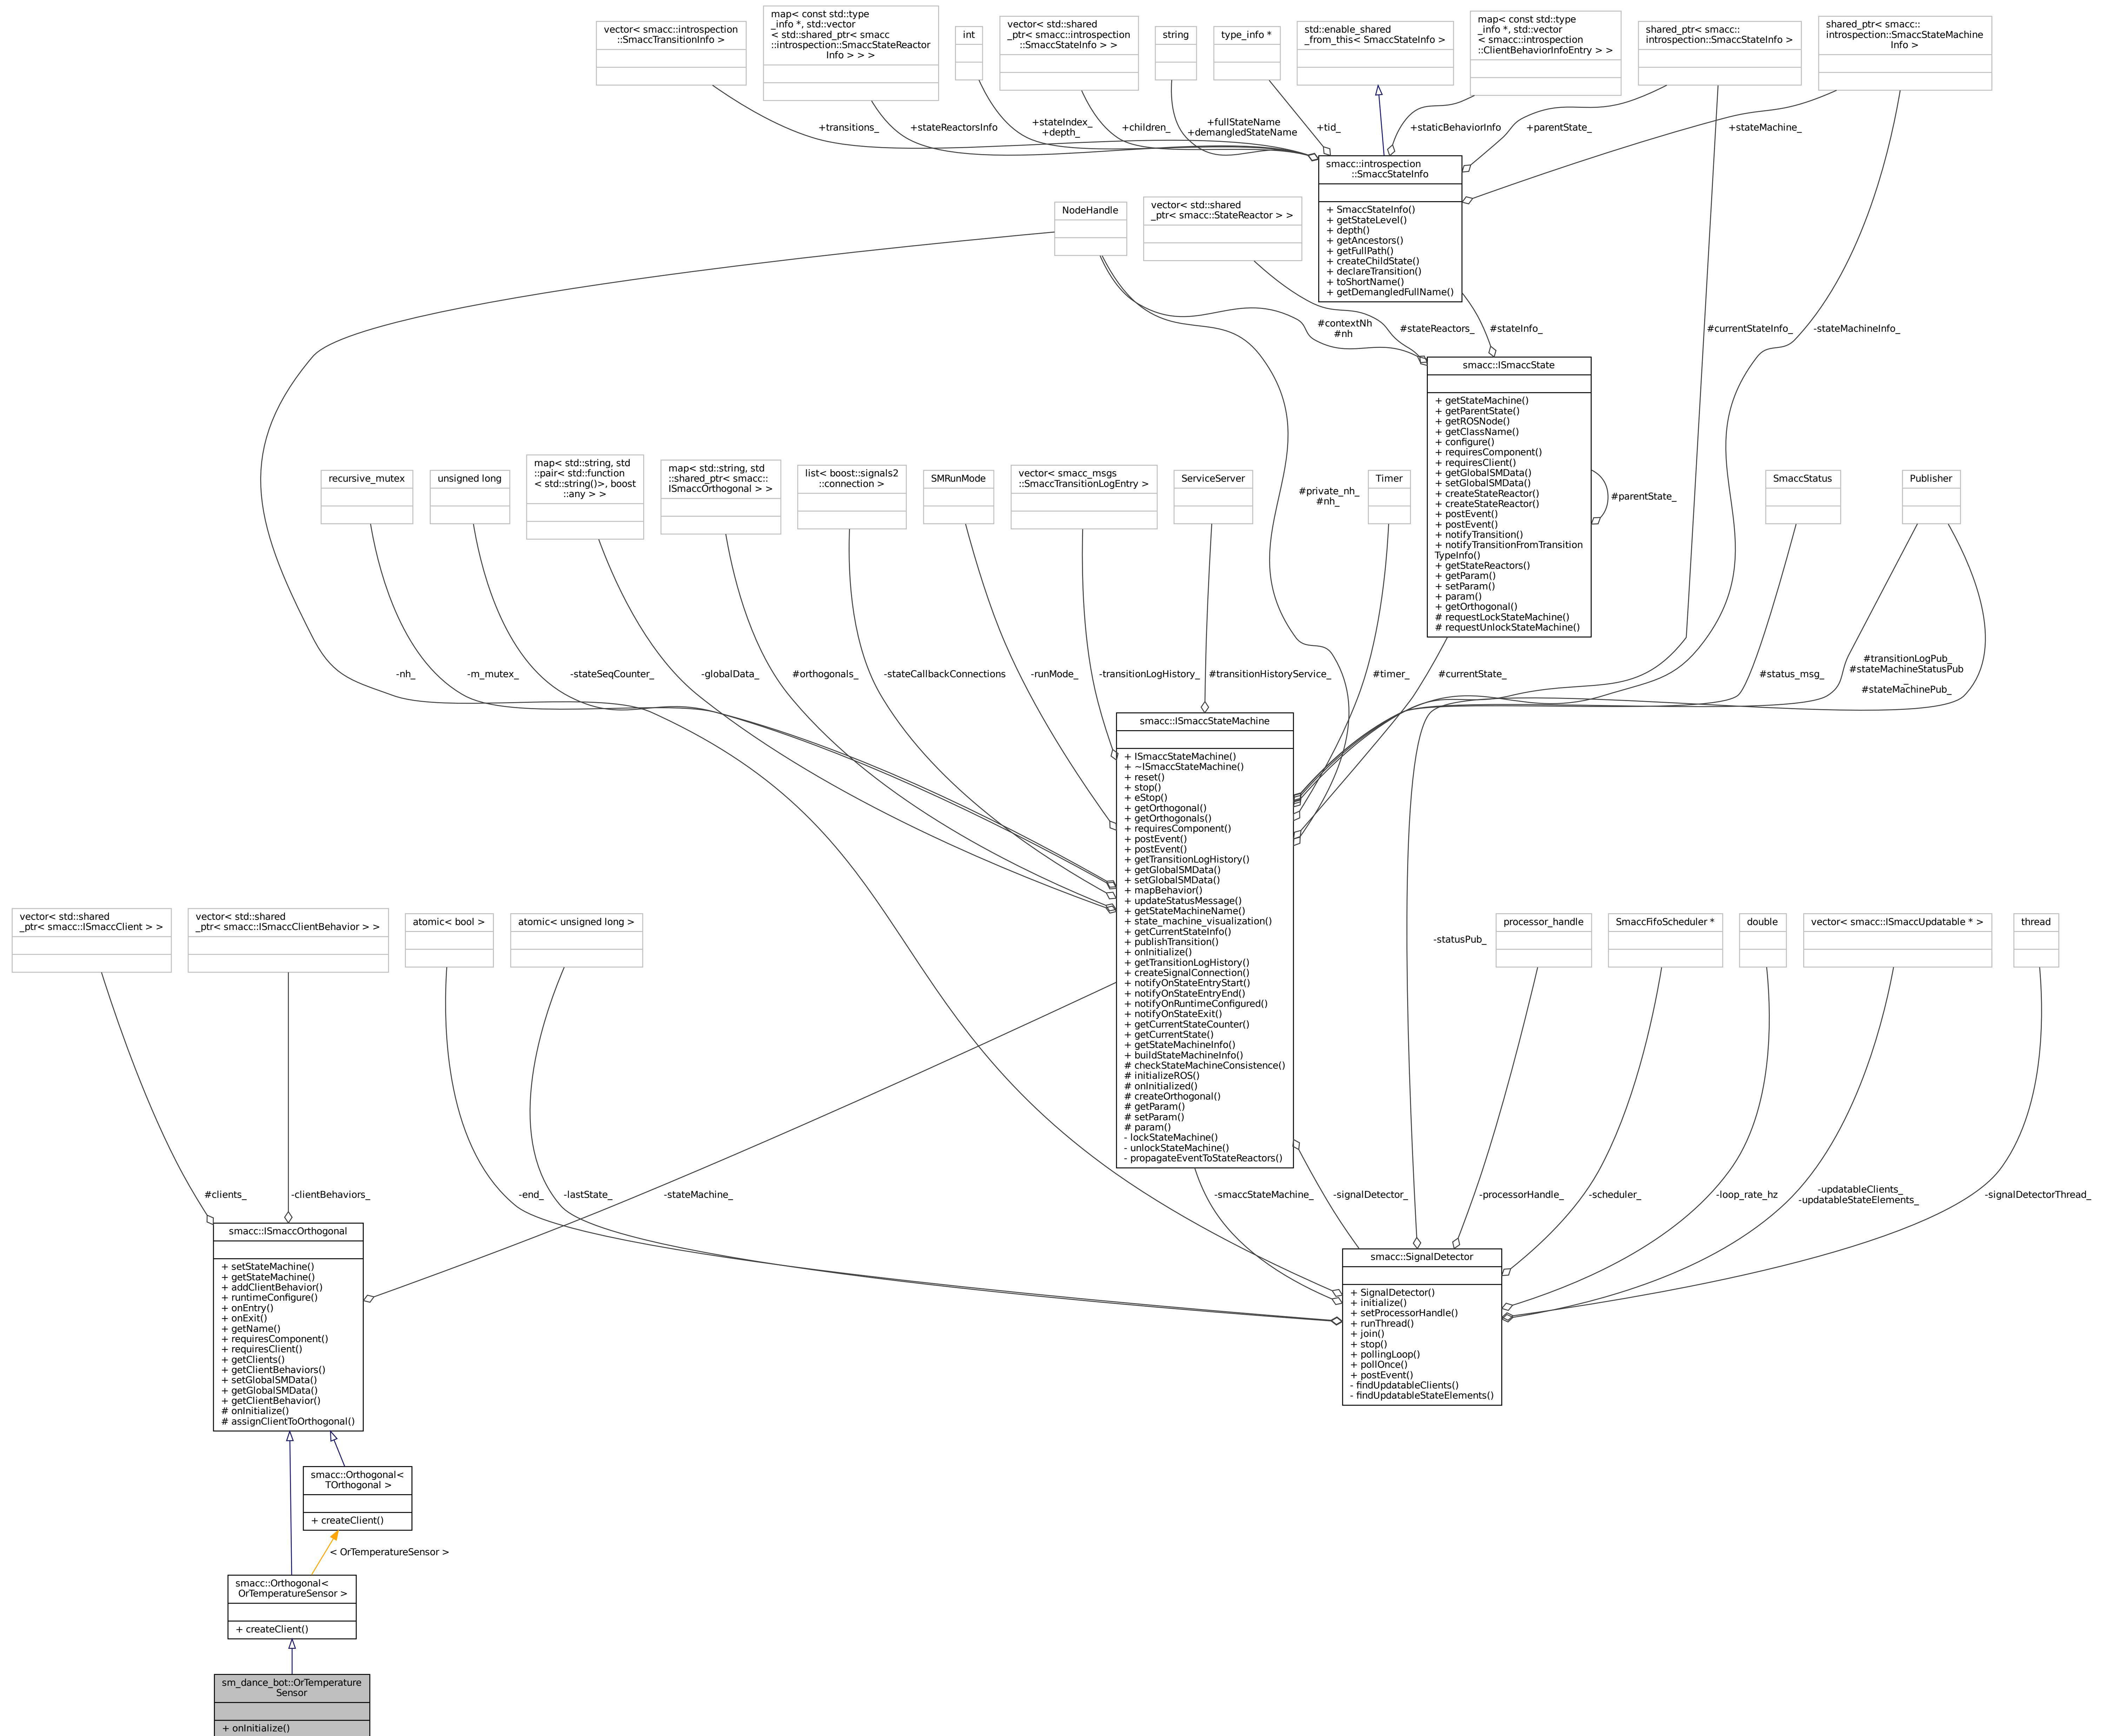 vector< smacc::introspection
::SmaccTransitionInfo >
map< const std::type
_info *, std::vector
< std::shared_ptr< smacc
::introspection::SmaccStateReactor
Info > > >
int
vector< std::shared
_ptr< smacc::introspection
::SmaccStateInfo > >
string
type_info *
std::enable_shared
_from_this< SmaccStateInfo >
map< const std::type
_info *, std::vector
< smacc::introspection
::ClientBehaviorInfoEntry > >
shared_ptr< smacc::
introspection::SmaccStateInfo >
shared_ptr< smacc::
introspection::SmaccStateMachine
Info >
+transitions_
+stateReactorsInfo
+stateIndex_
+depth_
+children_
+fullStateName
+demangledStateName
+tid_
+staticBehaviorInfo
+parentState_
+stateMachine_
smacc::introspection
::SmaccStateInfo
+ SmaccStateInfo()
+ getStateLevel()
+ depth()
+ getAncestors()
+ getFullPath()
+ createChildState()
+ declareTransition()
+ toShortName()
+ getDemangledFullName()
NodeHandle
vector< std::shared
_ptr< smacc::StateReactor > >
#contextNh
#nh
#stateReactors_
#stateInfo_
#currentStateInfo_
-stateMachineInfo_
smacc::ISmaccState
+ getStateMachine()
+ getParentState()
+ getROSNode()
+ getClassName()
+ configure()
+ requiresComponent()
+ requiresClient()
+ getGlobalSMData()
+ setGlobalSMData()
+ createStateReactor()
+ createStateReactor()
+ postEvent()
+ postEvent()
+ notifyTransition()
+ notifyTransitionFromTransition
TypeInfo()
+ getStateReactors()
+ getParam()
+ setParam()
+ param()
+ getOrthogonal()
# requestLockStateMachine()
# requestUnlockStateMachine()
#parentState_
recursive_mutex
unsigned long
map< std::string, std
::pair< std::function
< std::string()>, boost
::any > >
map< std::string, std
::shared_ptr< smacc::
ISmaccOrthogonal > >
list< boost::signals2
::connection >
SMRunMode
vector< smacc_msgs
::SmaccTransitionLogEntry >
ServiceServer
#private_nh_
#nh_
Timer
SmaccStatus
Publisher
-nh_
-m_mutex_
-stateSeqCounter_
-globalData_
#orthogonals_
-stateCallbackConnections
-runMode_
-transitionLogHistory_
#transitionHistoryService_
#timer_
#currentState_
#status_msg_
#transitionLogPub_
#stateMachineStatusPub
_
#stateMachinePub_
smacc::ISmaccStateMachine
+ ISmaccStateMachine()
+ ~ISmaccStateMachine()
+ reset()
+ stop()
+ eStop()
+ getOrthogonal()
+ getOrthogonals()
+ requiresComponent()
+ postEvent()
+ postEvent()
+ getTransitionLogHistory()
+ getGlobalSMData()
+ setGlobalSMData()
+ mapBehavior()
+ updateStatusMessage()
+ getStateMachineName()
+ state_machine_visualization()
+ getCurrentStateInfo()
+ publishTransition()
+ onInitialize()
+ getTransitionLogHistory()
+ createSignalConnection()
+ notifyOnStateEntryStart()
+ notifyOnStateEntryEnd()
+ notifyOnRuntimeConfigured()
+ notifyOnStateExit()
+ getCurrentStateCounter()
+ getCurrentState()
+ getStateMachineInfo()
+ buildStateMachineInfo()
# checkStateMachineConsistence()
# initializeROS()
# onInitialized()
# createOrthogonal()
# getParam()
# setParam()
# param()
- lockStateMachine()
- unlockStateMachine()
- propagateEventToStateReactors()
vector< std::shared
_ptr< smacc::ISmaccClient > >
vector< std::shared
_ptr< smacc::ISmaccClientBehavior > >
atomic< bool >
atomic< unsigned long >
-statusPub_
processor_handle
SmaccFifoScheduler *
double
vector< smacc::ISmaccUpdatable * >
thread
#clients_
-clientBehaviors_
-end_
-lastState_
-stateMachine_
-smaccStateMachine_
-signalDetector_
-processorHandle_
-scheduler_
-loop_rate_hz
-updatableClients_
-updatableStateElements_
-signalDetectorThread_
smacc::ISmaccOrthogonal
+ setStateMachine()
+ getStateMachine()
+ addClientBehavior()
+ runtimeConfigure()
+ onEntry()
+ onExit()
+ getName()
+ requiresComponent()
+ requiresClient()
+ getClients()
+ getClientBehaviors()
+ setGlobalSMData()
+ getGlobalSMData()
+ getClientBehavior()
# onInitialize()
# assignClientToOrthogonal()
smacc::SignalDetector
+ SignalDetector()
+ initialize()
+ setProcessorHandle()
+ runThread()
+ join()
+ stop()
+ pollingLoop()
+ pollOnce()
+ postEvent()
- findUpdatableClients()
- findUpdatableStateElements()
smacc::Orthogonal<
TOrthogonal >
+ createClient()
< OrTemperatureSensor >
smacc::Orthogonal<
OrTemperatureSensor >
+ createClient()
sm_dance_bot::OrTemperature
Sensor
+ onInitialize()